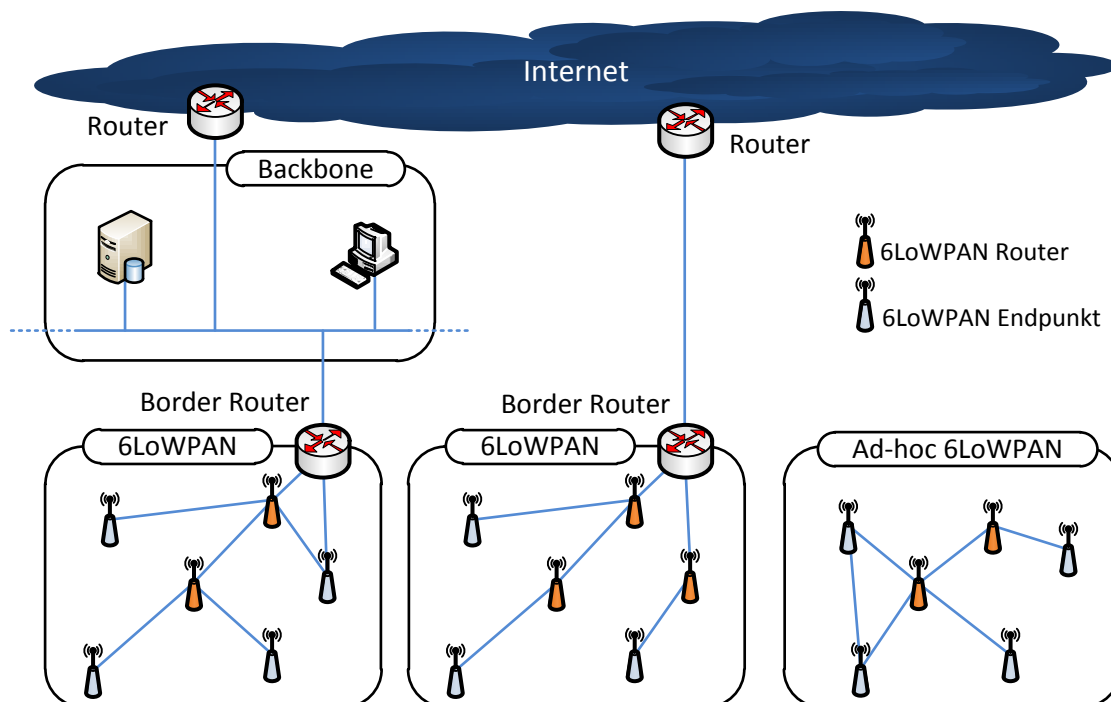 Internet
Router
Router
Backbone
6LoWPAN Router
6LoWPAN Endpunkt
Border Router
Border Router
6LoWPAN
6LoWPAN
Ad-hoc 6LoWPAN